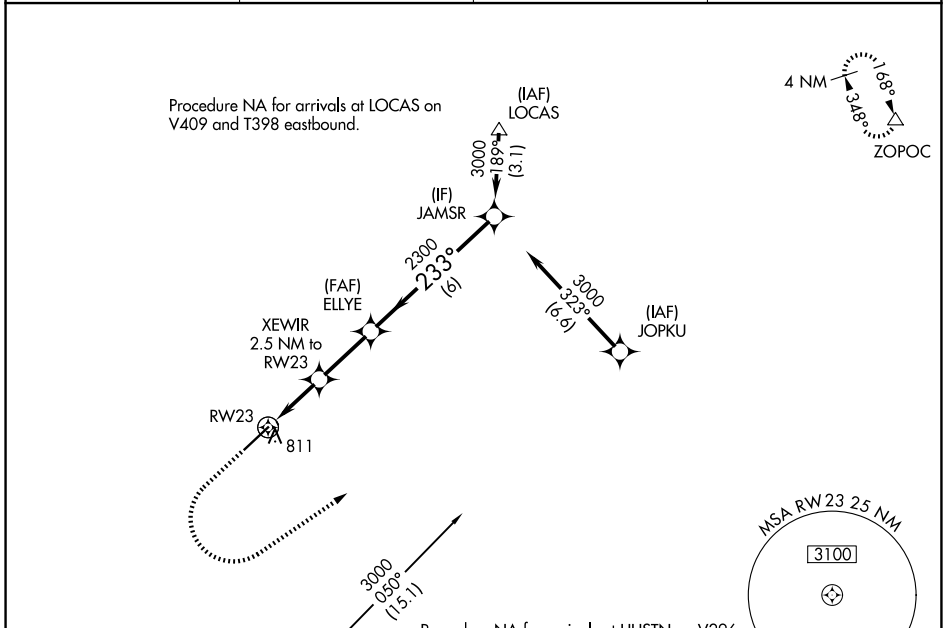 Procedure NA for arrivals at LOCAS on
V409 and T398 eastbound.
(IAF)
LOCAS
4 NM
168°
348°
ZOPOC
3000
189°
(3.1)
(IF)
JAMSR
2300
233°
(6)
(FAF)
ELLYE
3000
323°
(6.6)
(IAF)
JOPKU
XEWIR
2.5 NM to
RW23
RW23
811
3000
050°
(15.1)
MSA RW 23 25 NM
3100